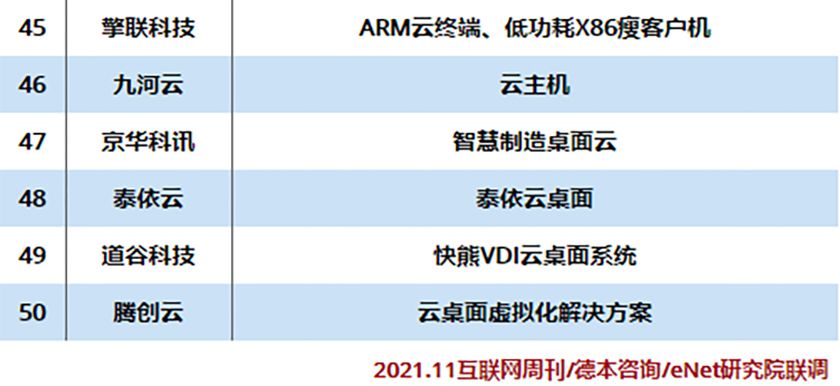 45 擎联科技 ARM云终端、低功耗X86瘦客户机
46 九河云 云主机
47 京华科讯 智慧制造桌面云
48 泰依云 泰依云桌面
49 道谷科技 快熊VDI云桌面系统
50 腾创云 云桌面虚拟化解决方案
2021.11互联网周刊/德本咨询/eNet研究院联调